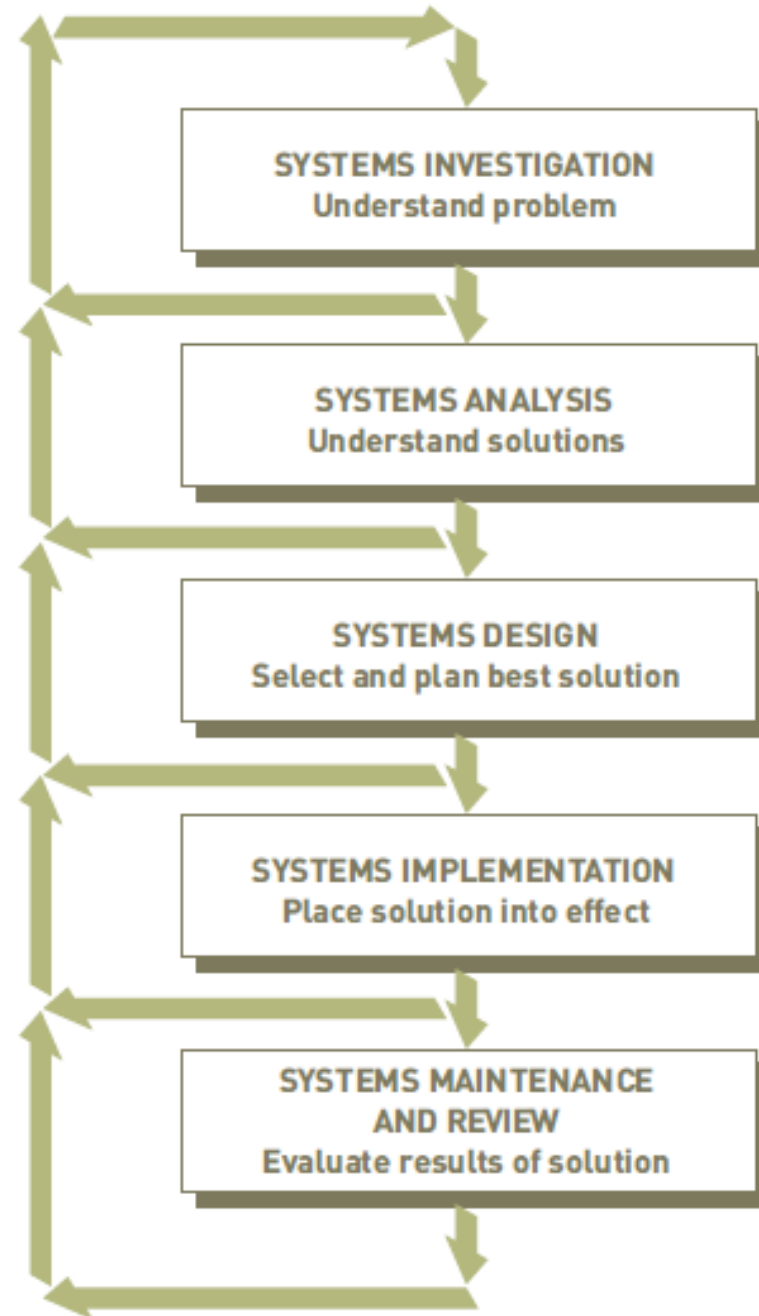 SYSTEMS INVESTIGATION
Understand problem
SYSTEMS ANALYSIS
Understand solutions
SYSTEMS DESIGN
Select and plan best solution
SYSTEMS IMPLEMENTATION
Place solution into effect
SYSTEMS MAINTENANCE
AND REVIEW
Evaluate results of solution